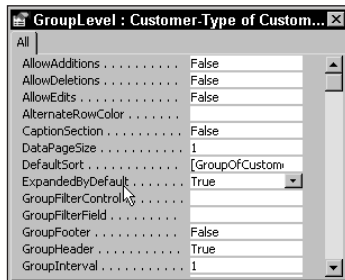 GroupLevel : Customer-Type of Custom...
All
AllowAdditions . . . . . . . . . . . False
AllowDeletions . . . . . . . . . . . False
AllowEdits . . . . . . . . . . . . . False
AlternateRowColor . . . . . . .
CaptionSection . . . . . . . . . . False
DataPageSize . . . . . . . . . . . 1
DefaultSort . . . . . . . . . . . . . [GroupOfCustom
ExpandedByDefault . . . . . . . True
GroupFilterControl . . . . . . .
GroupFilterField . . . . . . . . .
GroupFooter . . . . . . . . . . . . False
GroupHeader . . . . . . . . . . . True
GroupInterval . . . . . . . . . . . 1